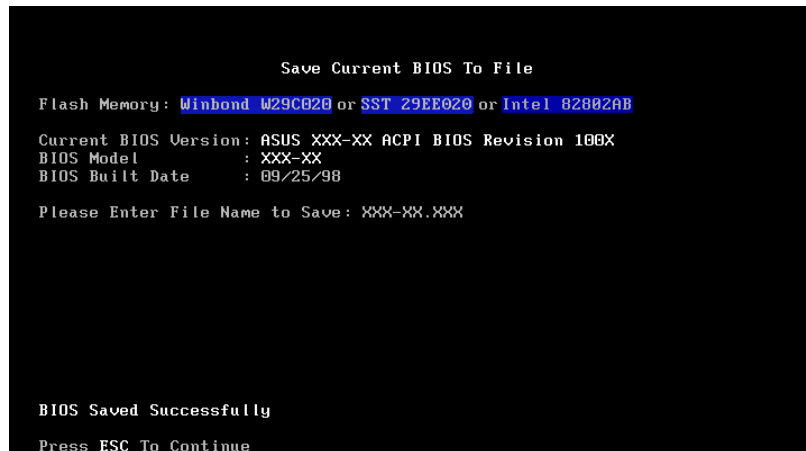 Save Current BIOS To File
Flash Memory: Winbond W29C020 or SST 29EE020 or Intel 82802AB
Current BIOS Version: ASUS XXX-XX ACPI BIOS Revision 100X
BIOS Model : XXX-XX
BIOS Built Date : 09/25/98
Please Enter File Name to Save: XXX-XX.XXX
BIOS Saved Successfully
Press ESC To Continue